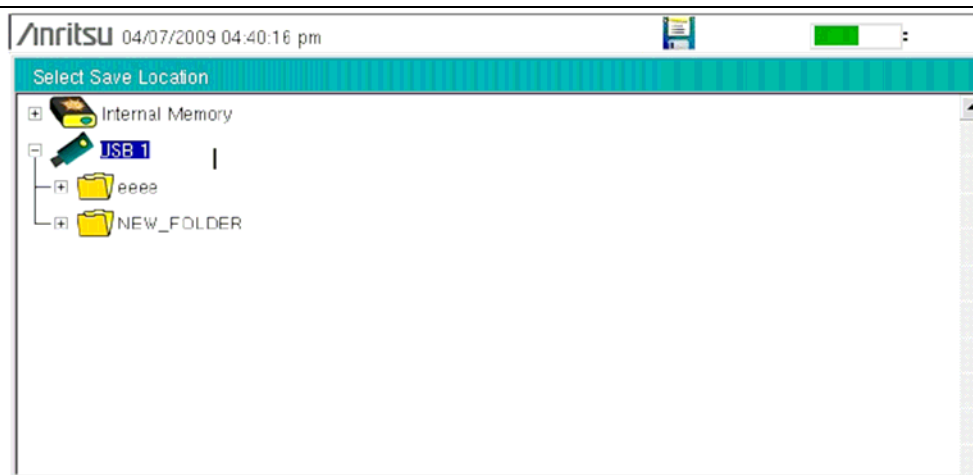 Anritsu 04/07/2009 04:40:16 pm
Select Save Location
Internal Memory
USB 1
eeee
NEW_FOLDER